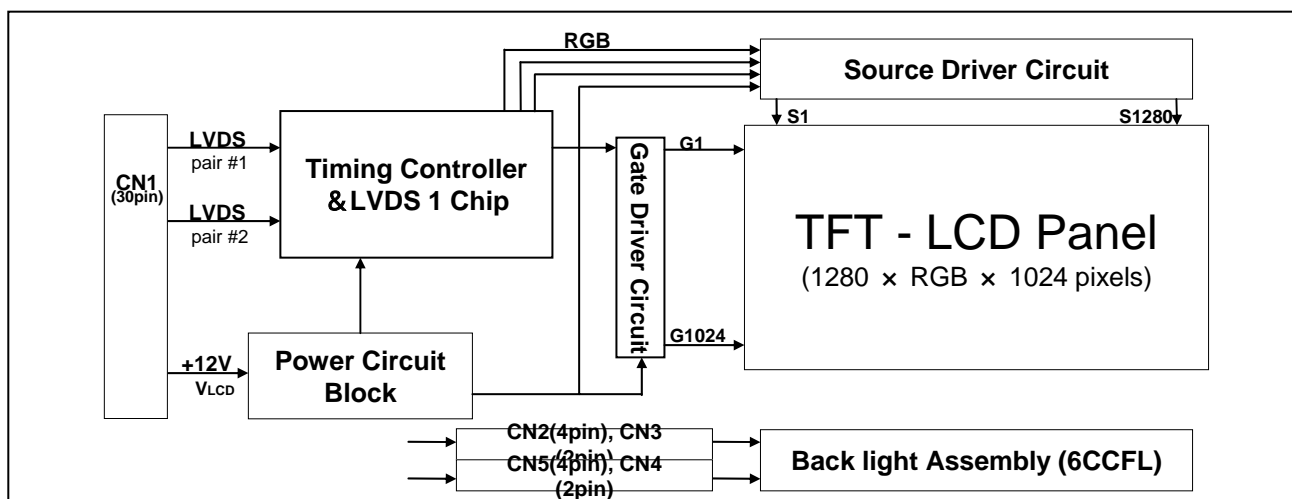 RGB
Source Driver Circuit
S1
S1280
CN1
(30pin)
LVDS
pair #1
LVDS
pair #2
Timing Controller
&LVDS 1 Chip
Gate Driver Circuit
G1
G1024
TFT - LCD Panel
(1280 × RGB × 1024 pixels)
+12V
VLCD
Power Circuit
Block
CN2(4pin), CN3
(2pin)
CN5(4pin), CN4
(2pin)
Back light Assembly (6CCFL)